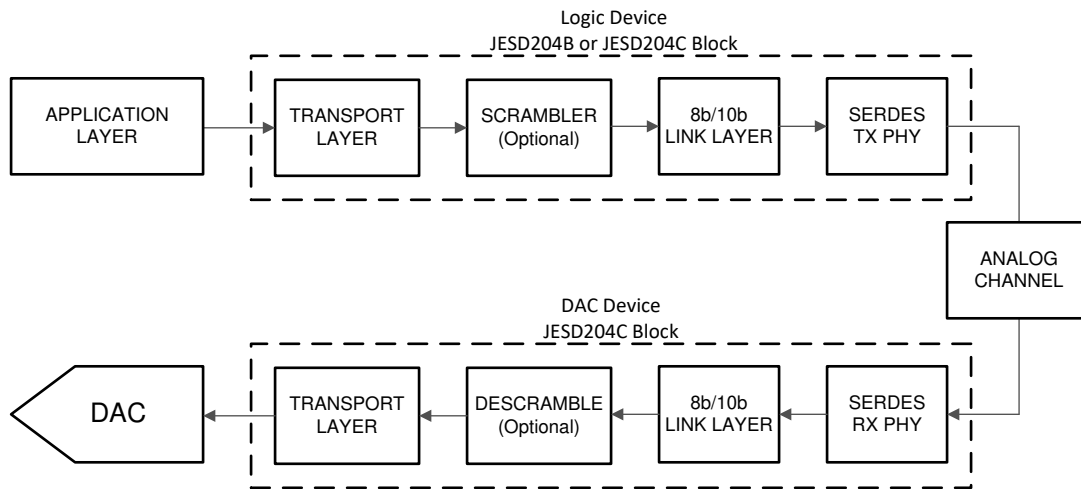 Logic Device
JESD204B or JESD204C Block
APPLICATION
LAYER
TRANSPORT
LAYER
SCRAMBLER
(Optional)
8b/10b
LINK LAYER
SERDES
TX PHY
ANALOG
CHANNEL
DAC Device
JESD204C Block
DAC
TRANSPORT
LAYER
DESCRAMBLE
(Optional)
8b/10b
LINK LAYER
SERDES
RX PHY